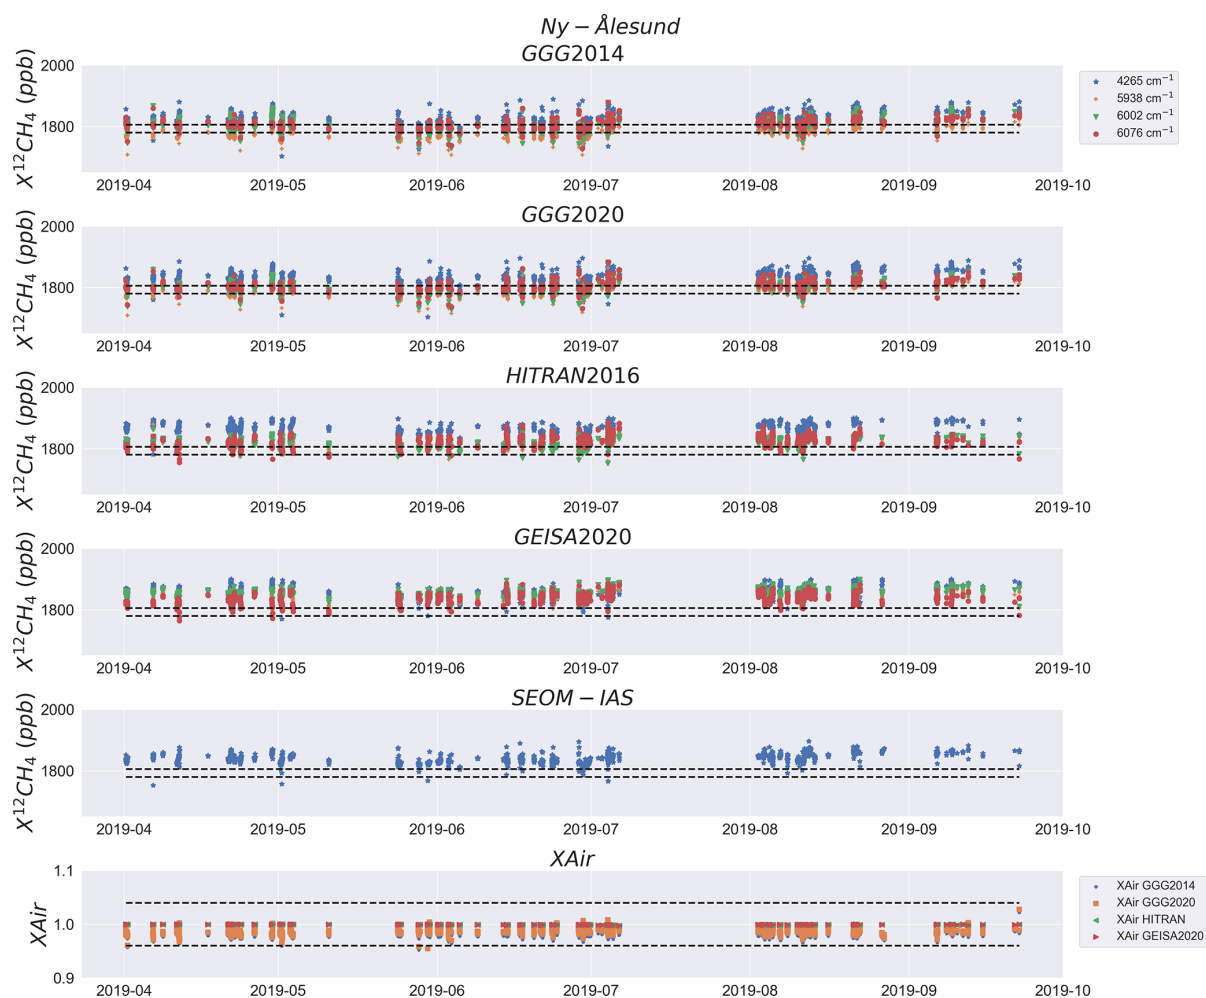 Ny − Ålesund
GGG2014
X¹²CH₄ (ppb)
2000
1800
2019-04 2019-05 2019-06 2019-07 2019-08 2019-09 2019-10
4265 cm⁻¹
5938 cm⁻¹
6002 cm⁻¹
6076 cm⁻¹
GGG2020
X¹²CH₄ (ppb)
2000
1800
2019-04 2019-05 2019-06 2019-07 2019-08 2019-09 2019-10
HITRAN2016
X¹²CH₄ (ppb)
2000
1800
2019-04 2019-05 2019-06 2019-07 2019-08 2019-09 2019-10
GEISA2020
X¹²CH₄ (ppb)
2000
1800
2019-04 2019-05 2019-06 2019-07 2019-08 2019-09 2019-10
SEOM − IAS
X¹²CH₄ (ppb)
2000
1800
2019-04 2019-05 2019-06 2019-07 2019-08 2019-09 2019-10
XAir
XAir
1.1
1.0
0.9
2019-04 2019-05 2019-06 2019-07 2019-08 2019-09 2019-10
XAir GGG2014
XAir GGG2020
XAir HITRAN
XAir GEISA2020